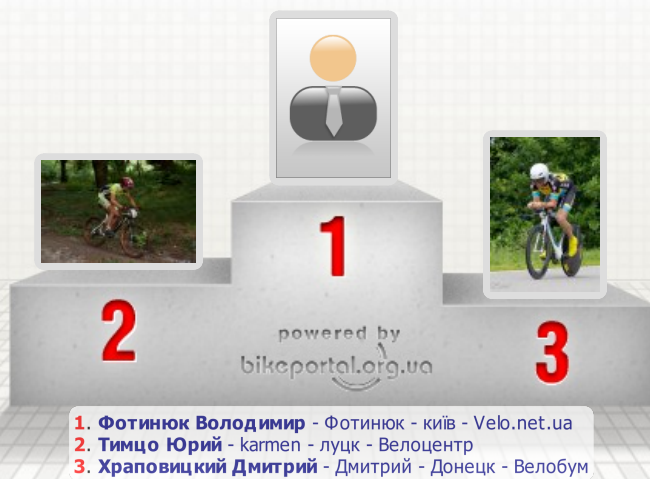 1
2
3
powered by
bikeportal.org.ua
1. Фотинюк Володимир - Фотинюк - київ - Velo.net.ua
2. Тимцо Юрий - karmen - луцк - Велоцентр
3. Храповицкий Дмитрий - Дмитрий - Донецк - Велобум